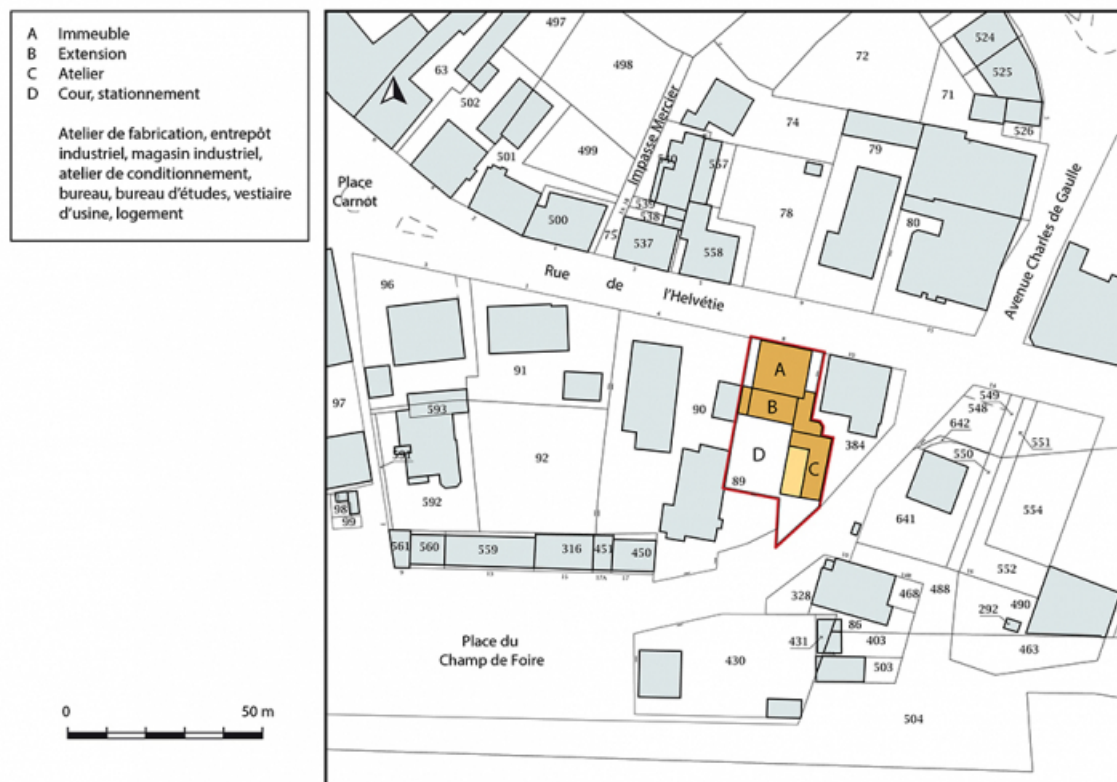 A Immeuble
B Extension
C Atelier
D Cour, stationnement
Atelier de fabrication, entrepôt
industriel, magasin industriel,
atelier de conditionnement,
bureau, bureau d'études, vestiaire
d'usine, logement
0 50 m
497
498
63
502
501
499
500
Place
Carnot
Impasse Mercier
557
539
538
75
537
558
74
72
78
79
80
71
524
525
526
Avenue Charles de Gaulle
Rue de l'Helvétie
96
97
91
593
92
592
98
99
90
A
B
C
D
89
384
561
560
559
316
451
450
549
548
642
551
550
641
554
552
328
468
488
86
403
431
292
490
463
430
503
504
Place du
Champ de Foire